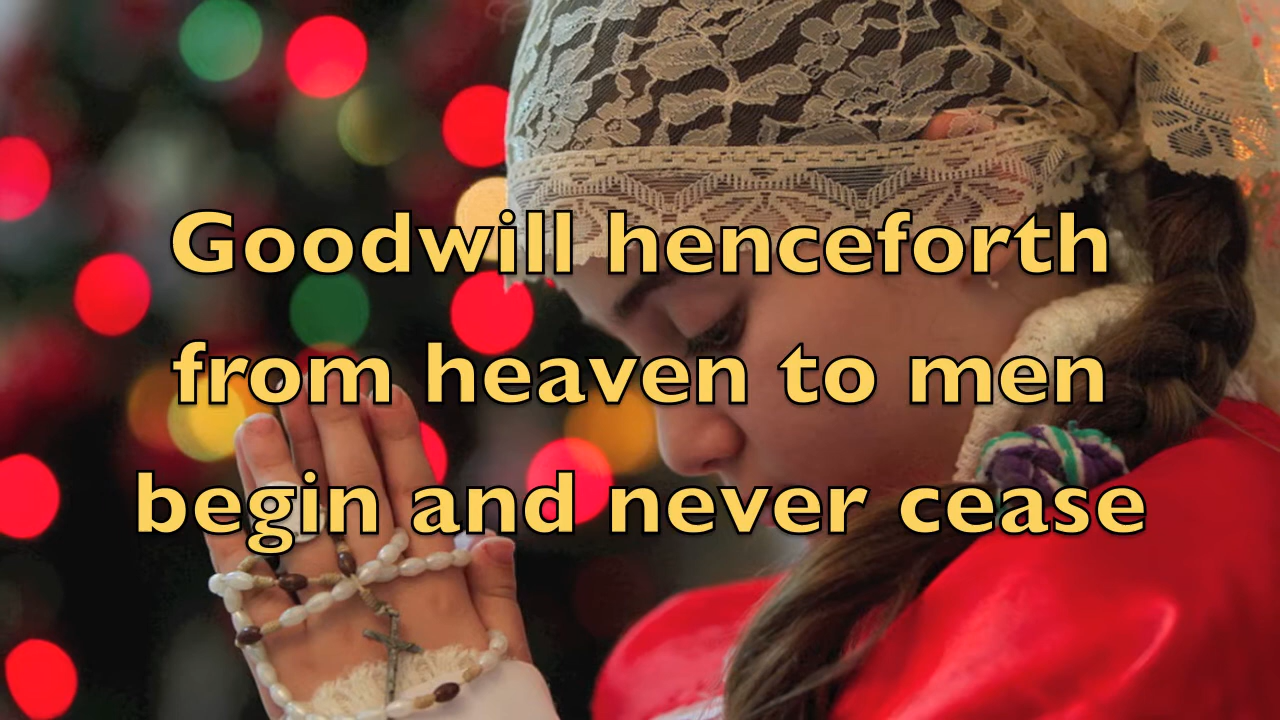 Goodwill henceforth
from heaven to men
begin and never cease